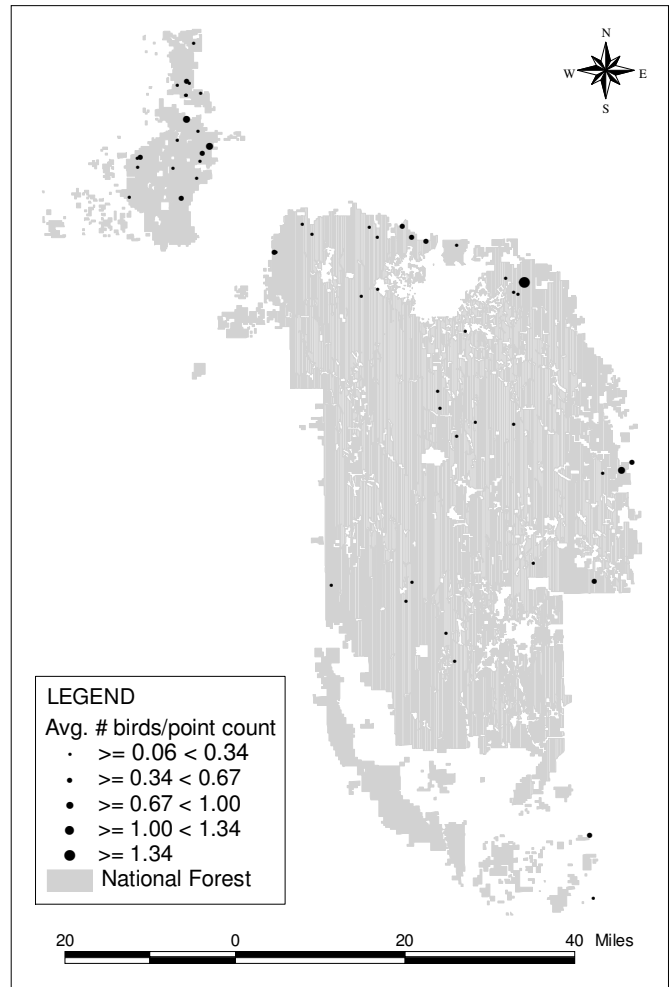 N
W E
S
LEGEND
Avg. # birds/point count
>= 0.06 < 0.34
>= 0.34 < 0.67
>= 0.67 < 1.00
>= 1.00 < 1.34
>= 1.34
National Forest
20 0 20 40 Miles